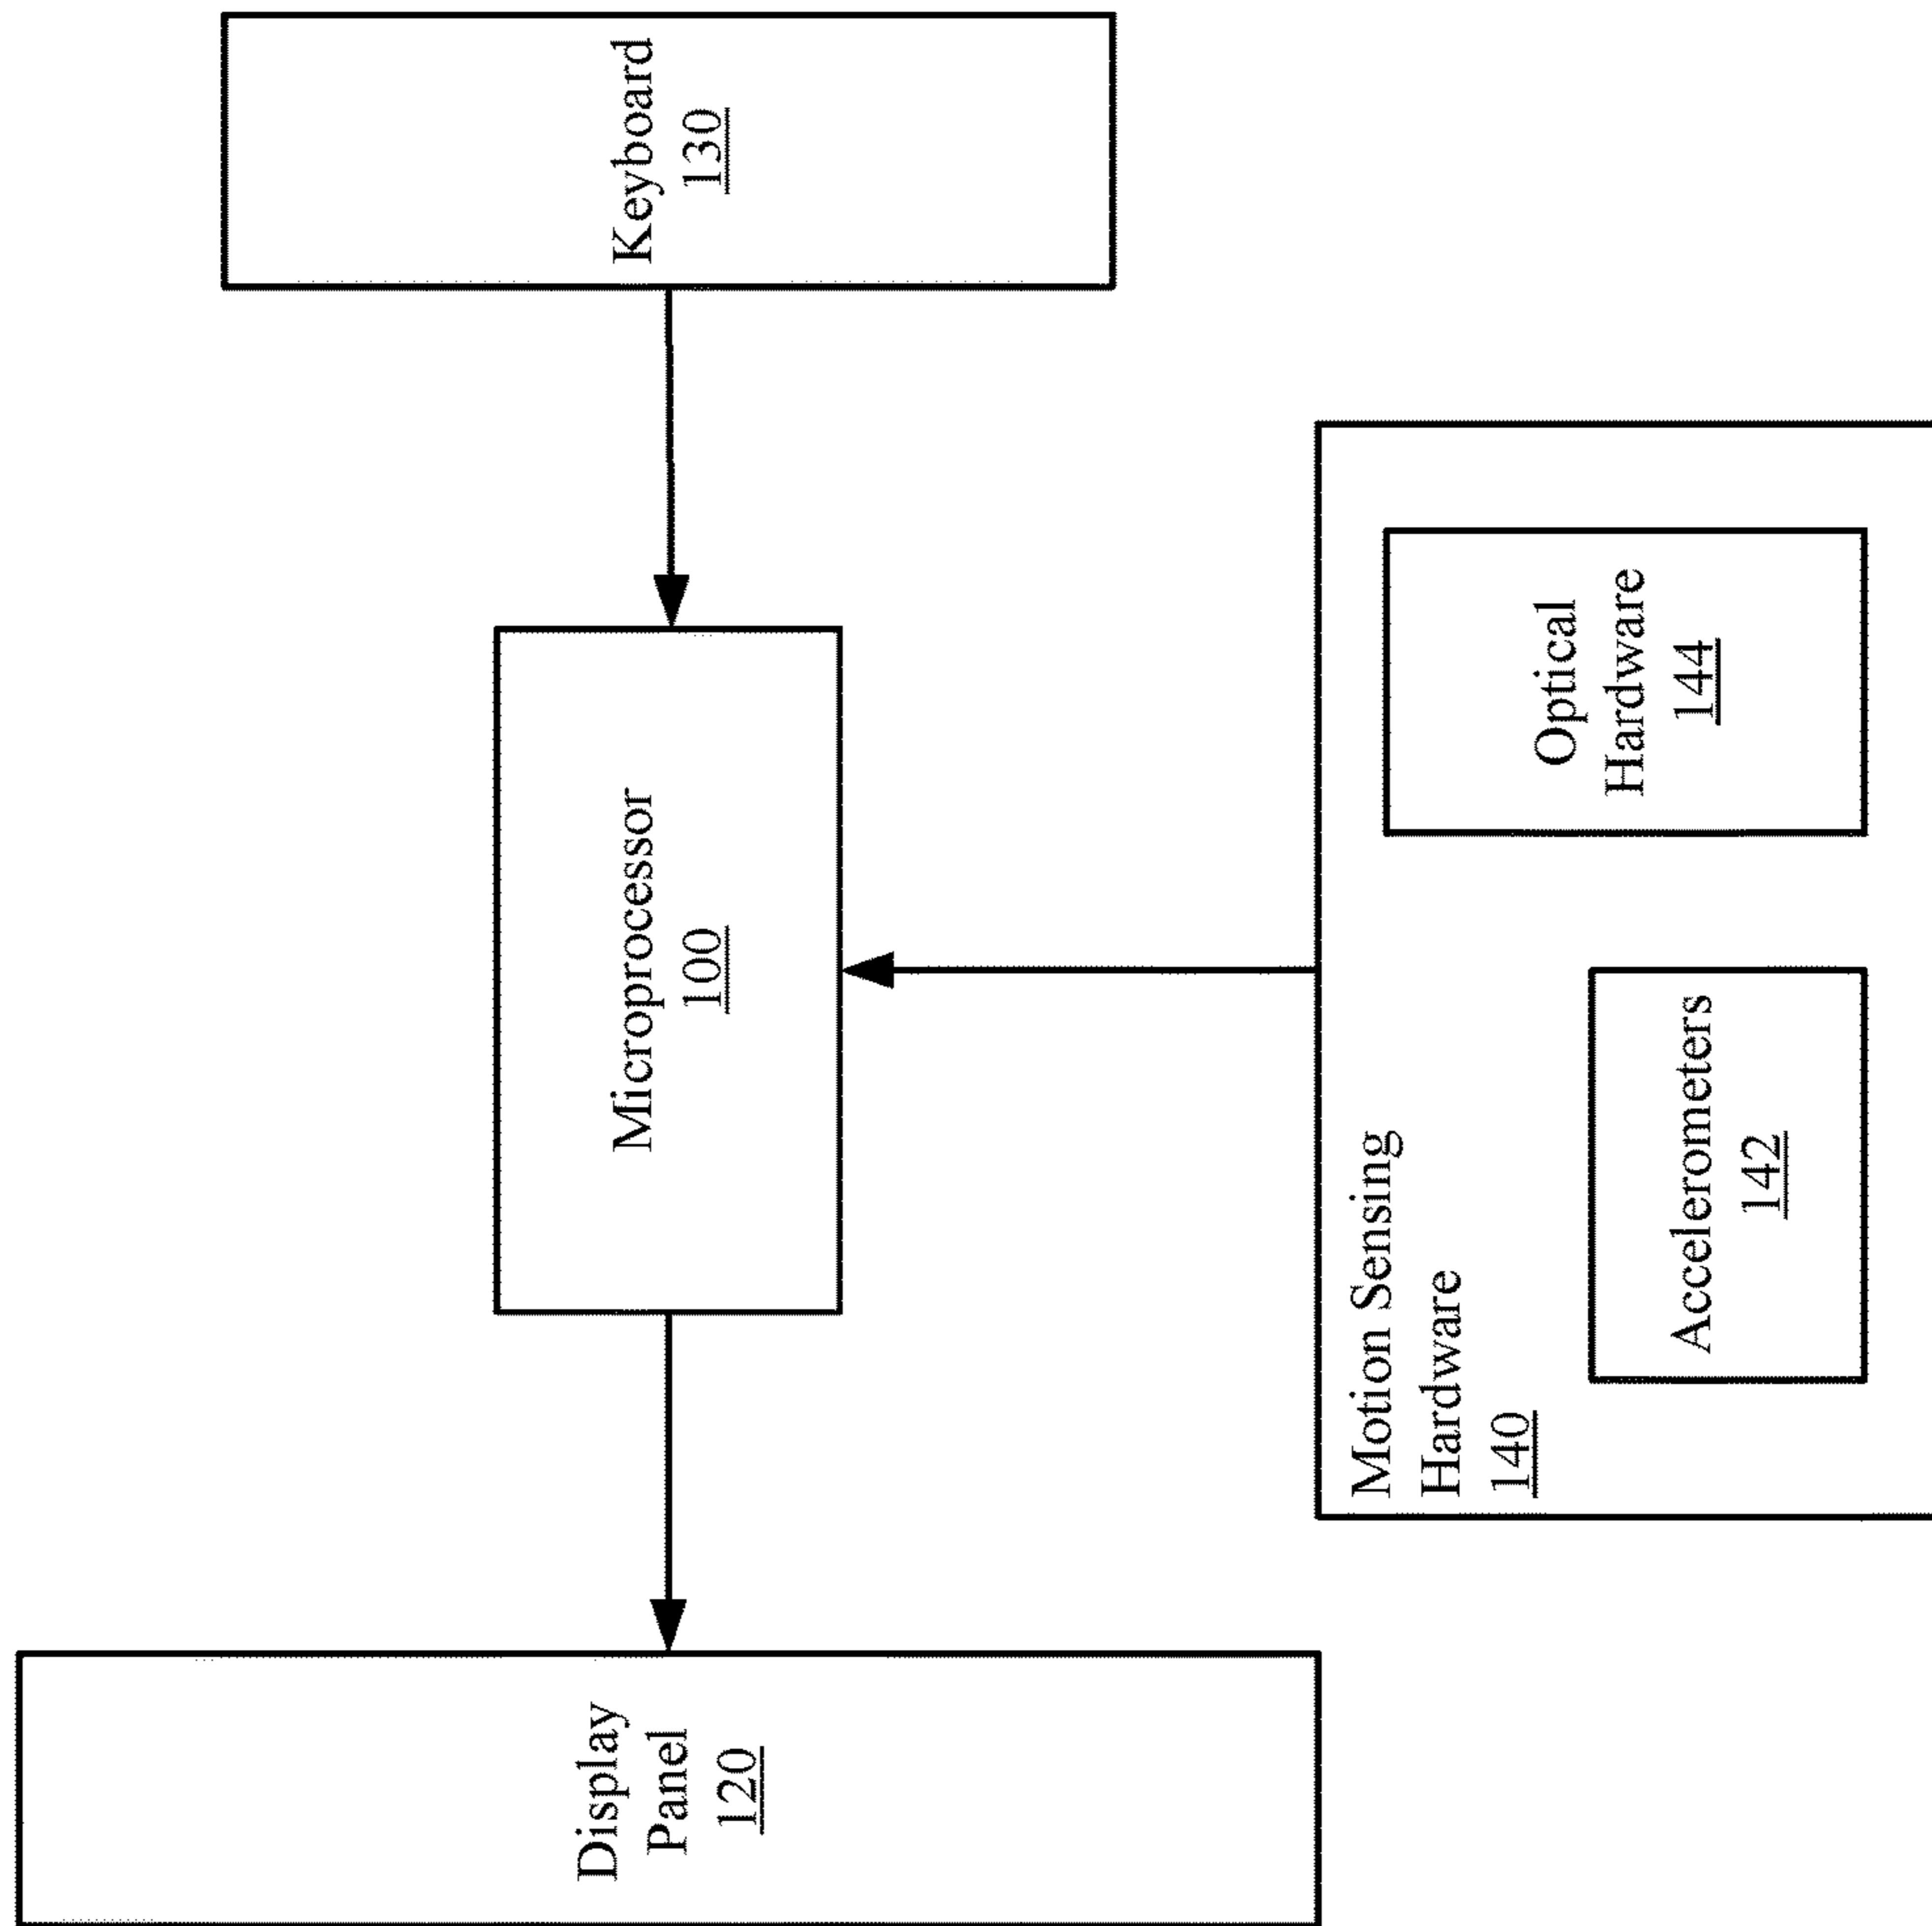 Display
Panel
120
Microprocessor
100
Keyboard
130
Motion Sensing
Hardware
140
Accelerometers
142
Optical
Hardware
144